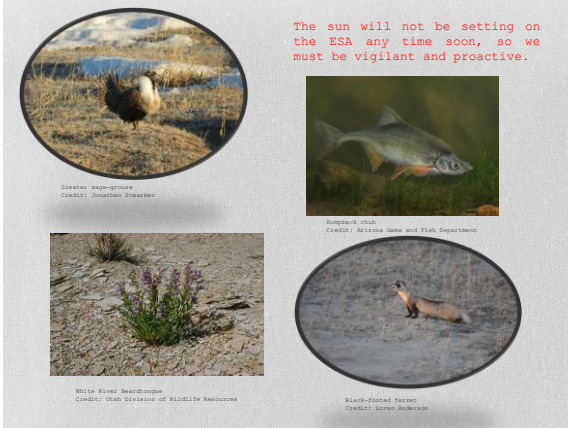 The sun will not be setting on
the ESA any time soon, so we
must be vigilant and proactive.
Greater sage-grouse
Credit: Jonathan Stearmer
Humpback chub
Credit: Arizona Game and Fish Department
White River Beardtongue
Credit: Utah Division of Wildlife Resources
Black-footed ferret
Credit: Loren Anderson